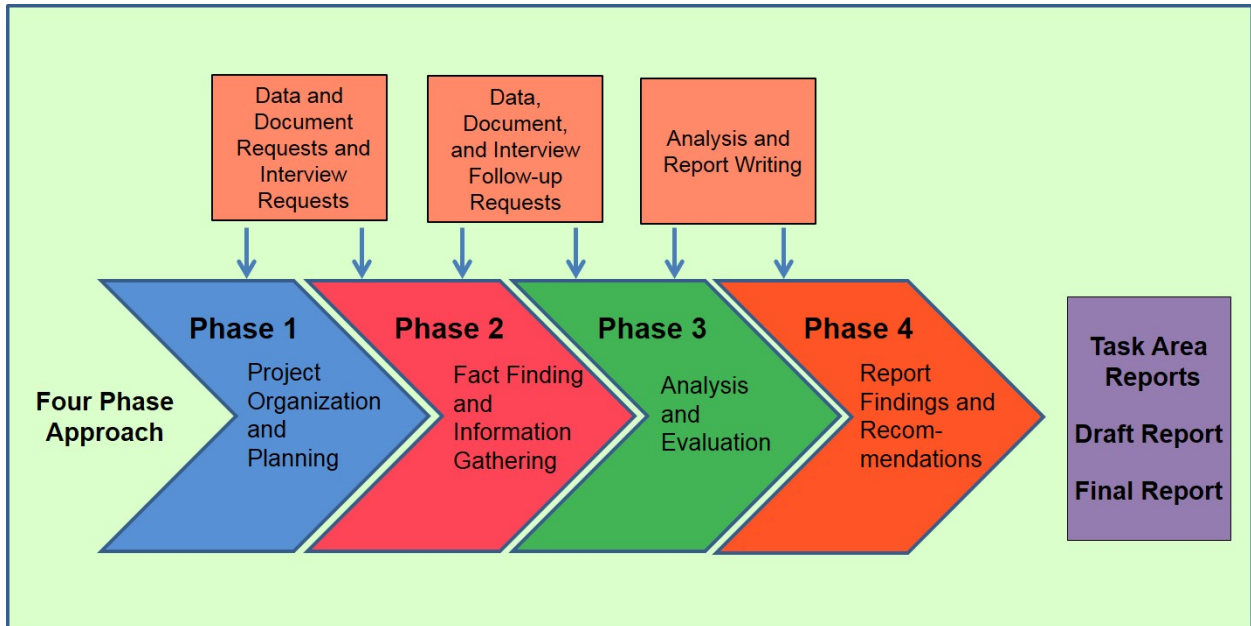 Data and
Document
Requests and
Interview
Requests
Data,
Document,
and Interview
Follow-up
Requests
Analysis and
Report Writing
Four Phase
Approach
Phase 1
Project
Organization
and
Planning
Phase 2
Fact Finding
and
Information
Gathering
Phase 3
Analysis
and
Evaluation
Phase 4
Report
Findings and
Recom-
mendations
Task Area
Reports
Draft Report
Final Report